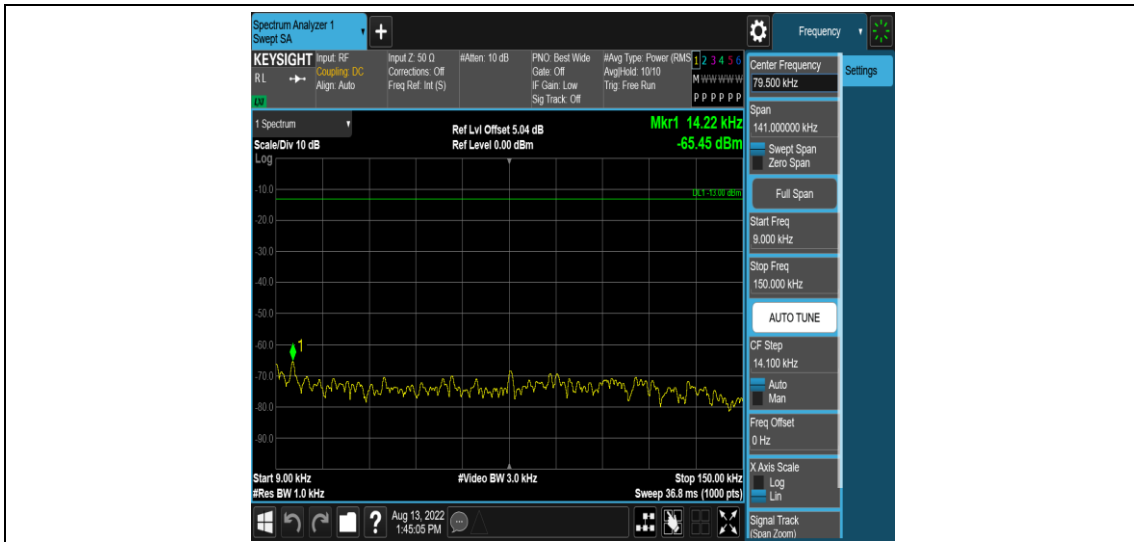 Spectrum Analyzer 1
Swept SA
+
Frequency
KEYSIGHT
RL
LM
Input: RF
Coupling: DC
Align: Auto
Input Z: 50 Ω
Corrections: Off
Freq Ref: Int (S)
#Atten: 10 dB
PNO: Best Wide
Gate: Off
IF Gain: Low
Sig Track: Off
#Avg Type: Power (RMS
Avg|Hold: 10/10
Trig: Free Run
1 2 3 4 5 6
M W W W W W
P P P P P P
1 Spectrum
Scale/Div 10 dB
Log
Ref Lvl Offset 5.04 dB
Ref Level 0.00 dBm
Mkr1 14.22 kHz
-65.45 dBm
DL1 -13.00 dBm
-10.0
-20.0
-30.0
-40.0
-50.0
-60.0
1
-70.0
-80.0
-90.0
Start 9.00 kHz
#Res BW 1.0 kHz
#Video BW 3.0 kHz
Stop 150.00 kHz
Sweep 36.8 ms (1000 pts)
?
Aug 13, 2022
1:45:05 PM
Center Frequency
79.500 kHz
Span
141.000000 kHz
Swept Span
Zero Span
Full Span
Start Freq
9.000 kHz
Stop Freq
150.000 kHz
AUTO TUNE
CF Step
14.100 kHz
Auto
Man
Freq Offset
0 Hz
X Axis Scale
Log
Lin
Signal Track
(Span Zoom)
Settings